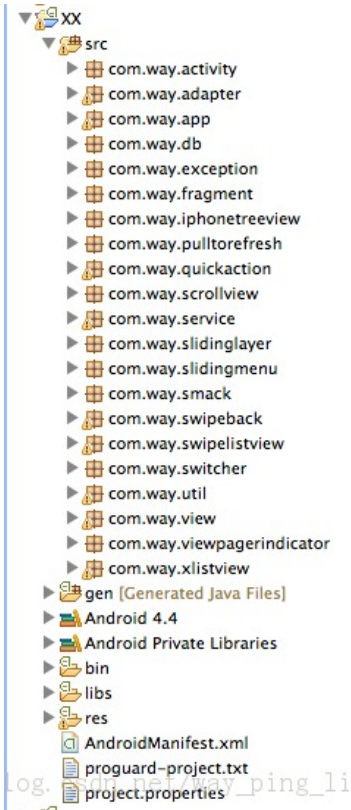 XX
src
com.way.activity
com.way.adapter
com.way.app
com.way.db
com.way.exception
com.way.fragment
com.way.iphonetreeview
com.way.pulltorefresh
com.way.quickaction
com.way.scrollview
com.way.service
com.way.slidinglayer
com.way.slidingmenu
com.way.smack
com.way.swipeback
com.way.swipelistview
com.way.switcher
com.way.util
com.way.view
com.way.viewpagerindicator
com.way.xlistview
gen [Generated Java Files]
Android 4.4
Android Private Libraries
bin
libs
res
AndroidManifest.xml
proguard-project.txt
log.csdn.net/way_ping_li
project.properties